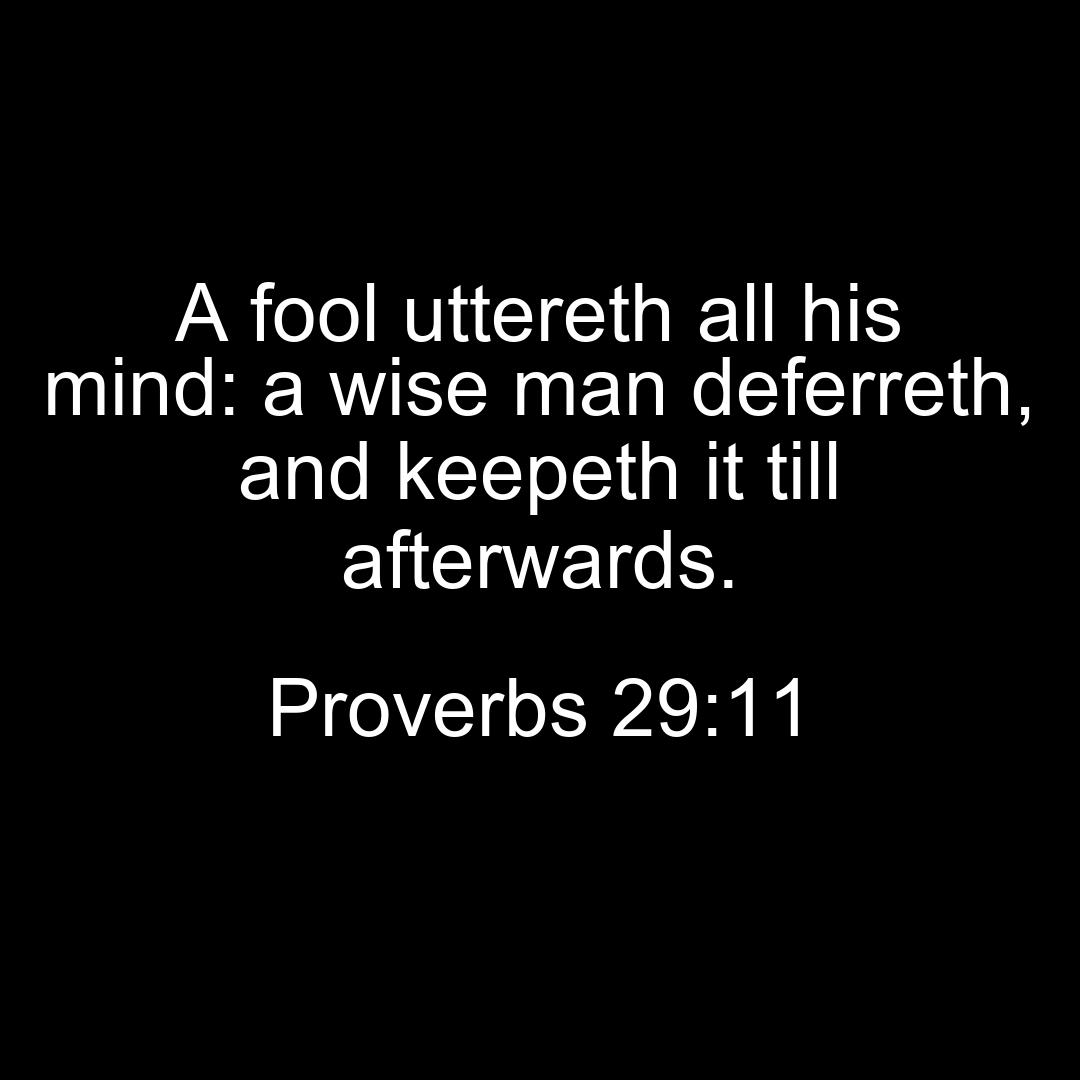 A fool uttereth all his
mind: a wise man deferreth,
and keepeth it till
afterwards.
Proverbs 29:11